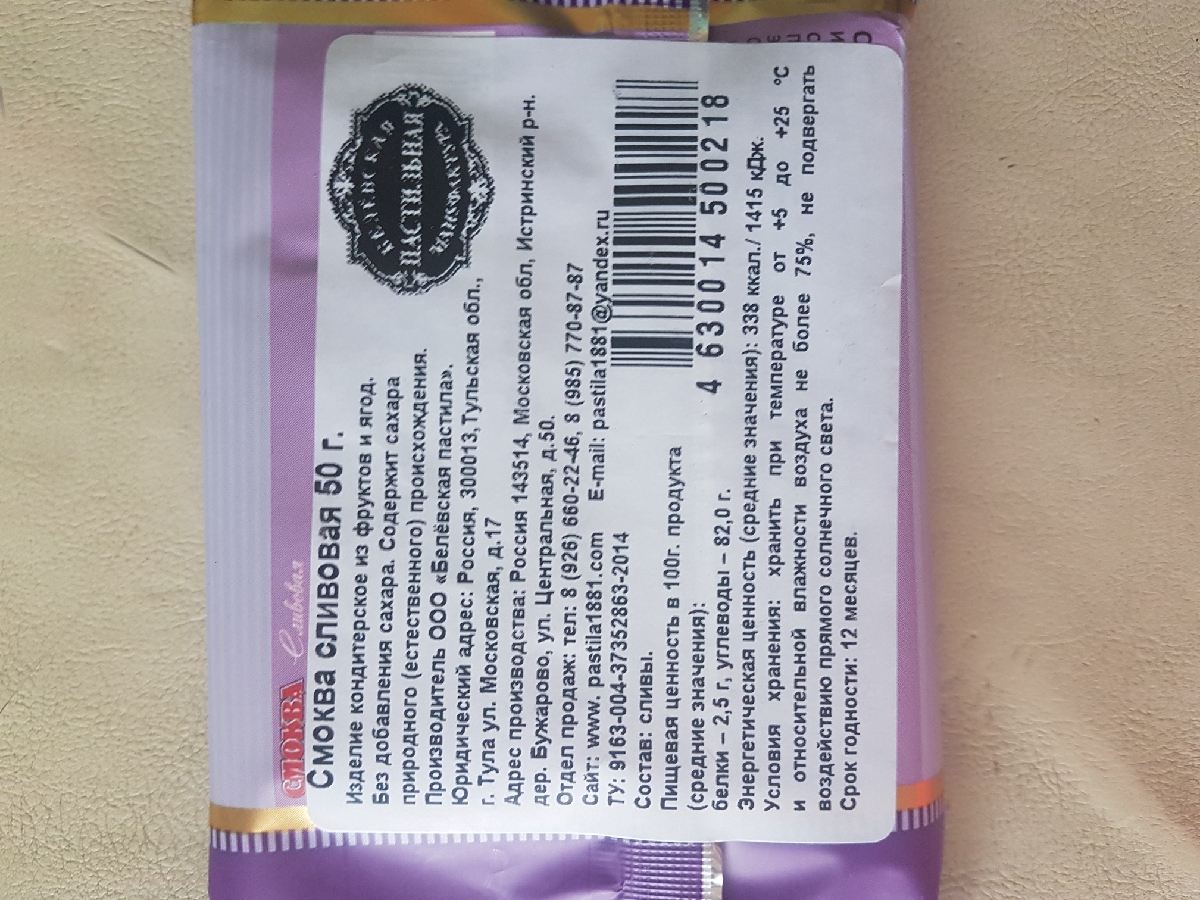 СМОКВА Сливовая
Смоква сливовая 50 г.
Изделие кондитерское из фруктов и ягод.
Без добавления сахара. Содержит сахара
природного (естественного) происхождения.
Производитель ООО «Белёвская пастила».
Юридический адрес: Россия, 300013,Тульская обл.,
г. Тула ул. Московская, д.17
БЕЛЕВСКАЯ
ПАСТИЛЬНАЯ
МАНУФАКТУРА
Адрес производства: Россия 143514, Московская обл, Истринский р-н.
дер. Бужарово, ул. Центральная, д.50.
Отдел продаж: тел: 8 (926) 660-22-46, 8 (985) 770-87-87
Сайт: www. pastila1881.com E-mail: pastila1881@yandex.ru
ТУ: 9163-004-37352863-2014
Состав: сливы.
Пищевая ценность в 100г. продукта
(средние значения):
белки – 2,5 г, углеводы – 82,0 г.
4 630014 500218
Энергетическая ценность (средние значения): 338 ккал./ 1415 кДж.
Условия хранения: хранить при температуре от +5 до +25 °С
и относительной влажности воздуха не более 75%, не подвергать
воздействию прямого солнечного света.
Срок годности: 12 месяцев.